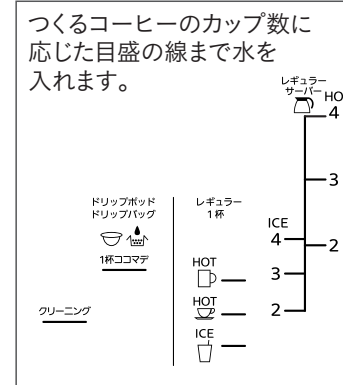 つくるコーヒーのカップ数に
応じた目盛の線まで水を
入れます。
レギュラー
サーバー
HO
4
3
2
ICE
4
3
2
ドリップポッド
ドリップバッグ
1杯ココマデ
クリーニング
レギュラー
1杯
HOT
HOT
ICE